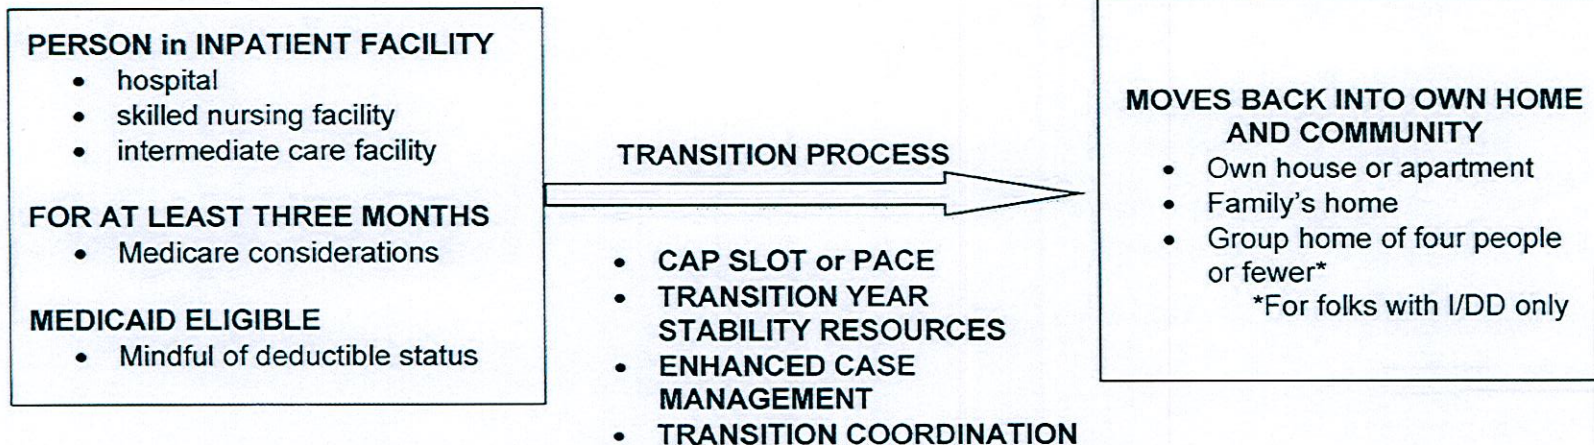 PERSON in INPATIENT FACILITY
• hospital
• skilled nursing facility
• intermediate care facility
FOR AT LEAST THREE MONTHS
• Medicare considerations
MEDICAID ELIGIBLE
• Mindful of deductible status
TRANSITION PROCESS
• CAP SLOT or PACE
• TRANSITION YEAR
STABILITY RESOURCES
• ENHANCED CASE
MANAGEMENT
• TRANSITION COORDINATION
MOVES BACK INTO OWN HOME
AND COMMUNITY
• Own house or apartment
• Family's home
• Group home of four people
or fewer*
*For folks with I/DD only